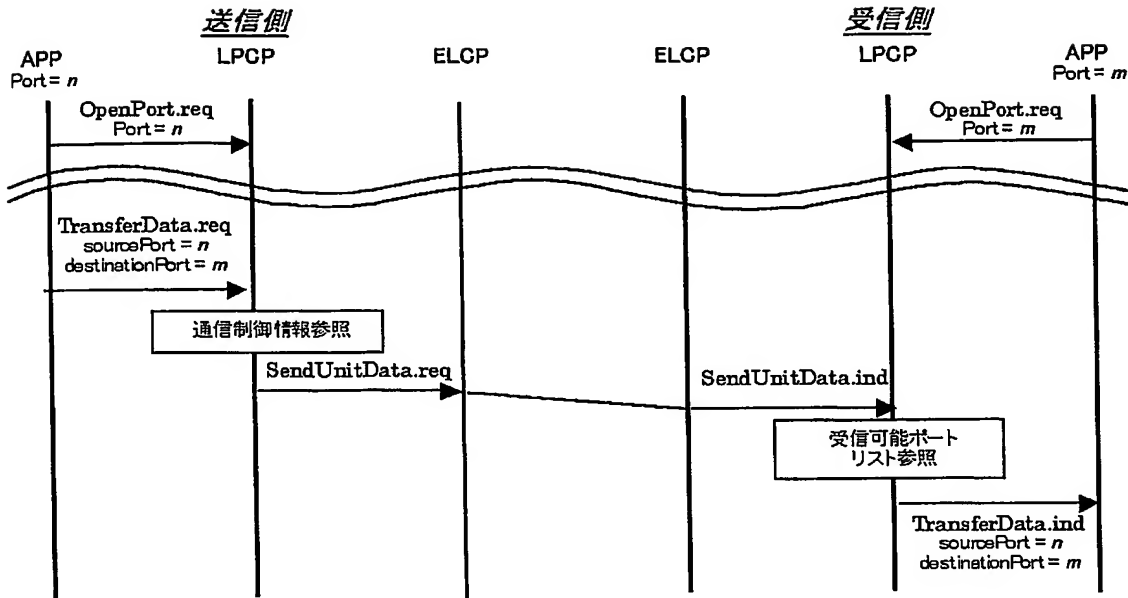 送信側
受信側
APP
Port = n
LPCP
ELCP
ELCP
LPCP
APP
Port = m
OpenPort.req
Port = n
OpenPort.req
Port = m
TransferData.req
sourcePort = n
destinationPort = m
通信制御情報参照
SendUnitData.req
SendUnitData.ind
受信可能ポート
リスト参照
TransferData.ind
sourcePort = n
destinationPort = m